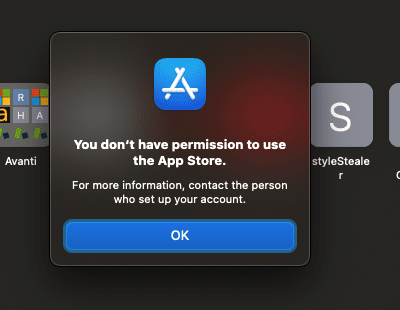 You don't have permission to use
the App Store.
For more information, contact the person
who set up your account.
OK
R
a H A
Avanti
S
styleSteale
r